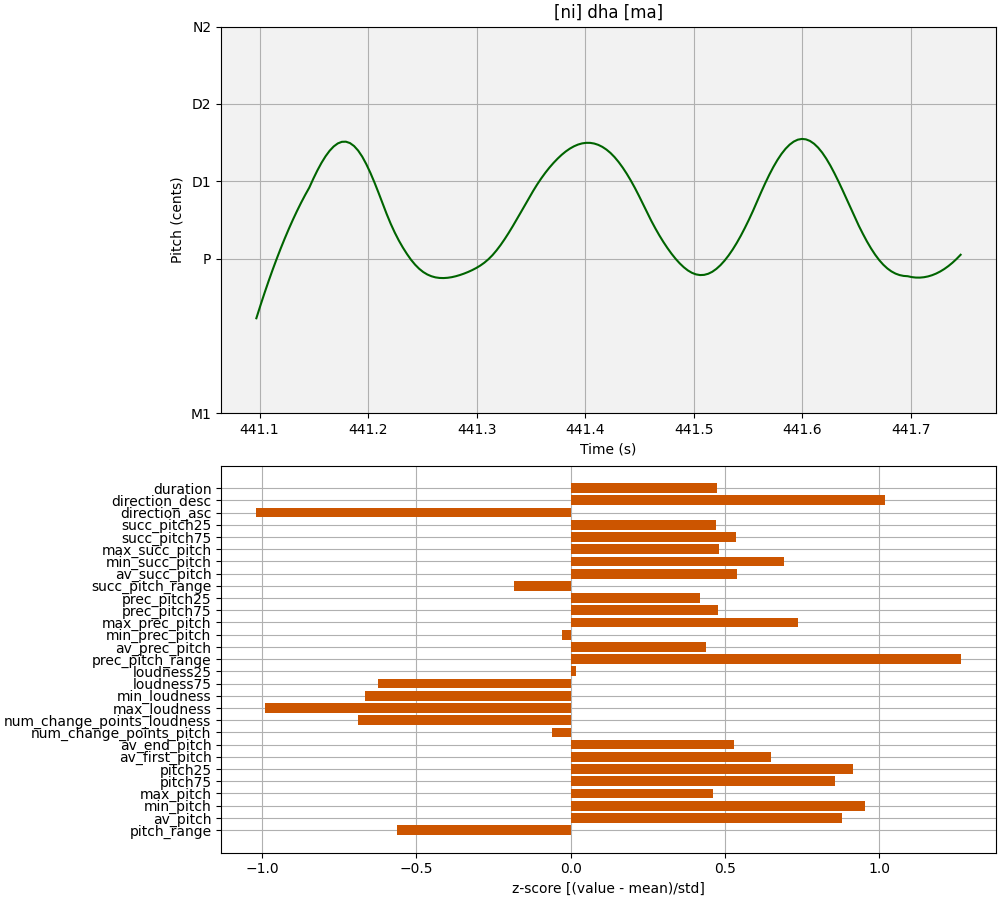 [ni] dha [ma]
N2
D2
D1
P
M1
Pitch (cents)
441.1 441.2 441.3 441.4 441.5 441.6 441.7
Time (s)
duration
direction_desc
direction_asc
succ_pitch25
succ_pitch75
max_succ_pitch
min_succ_pitch
av_succ_pitch
succ_pitch_range
prec_pitch25
prec_pitch75
max_prec_pitch
min_prec_pitch
av_prec_pitch
prec_pitch_range
loudness25
loudness75
min_loudness
max_loudness
num_change_points_loudness
num_change_points_pitch
av_end_pitch
av_first_pitch
pitch25
pitch75
max_pitch
min_pitch
av_pitch
pitch_range
−1.0 −0.5 0.0 0.5 1.0
z-score [(value - mean)/std]